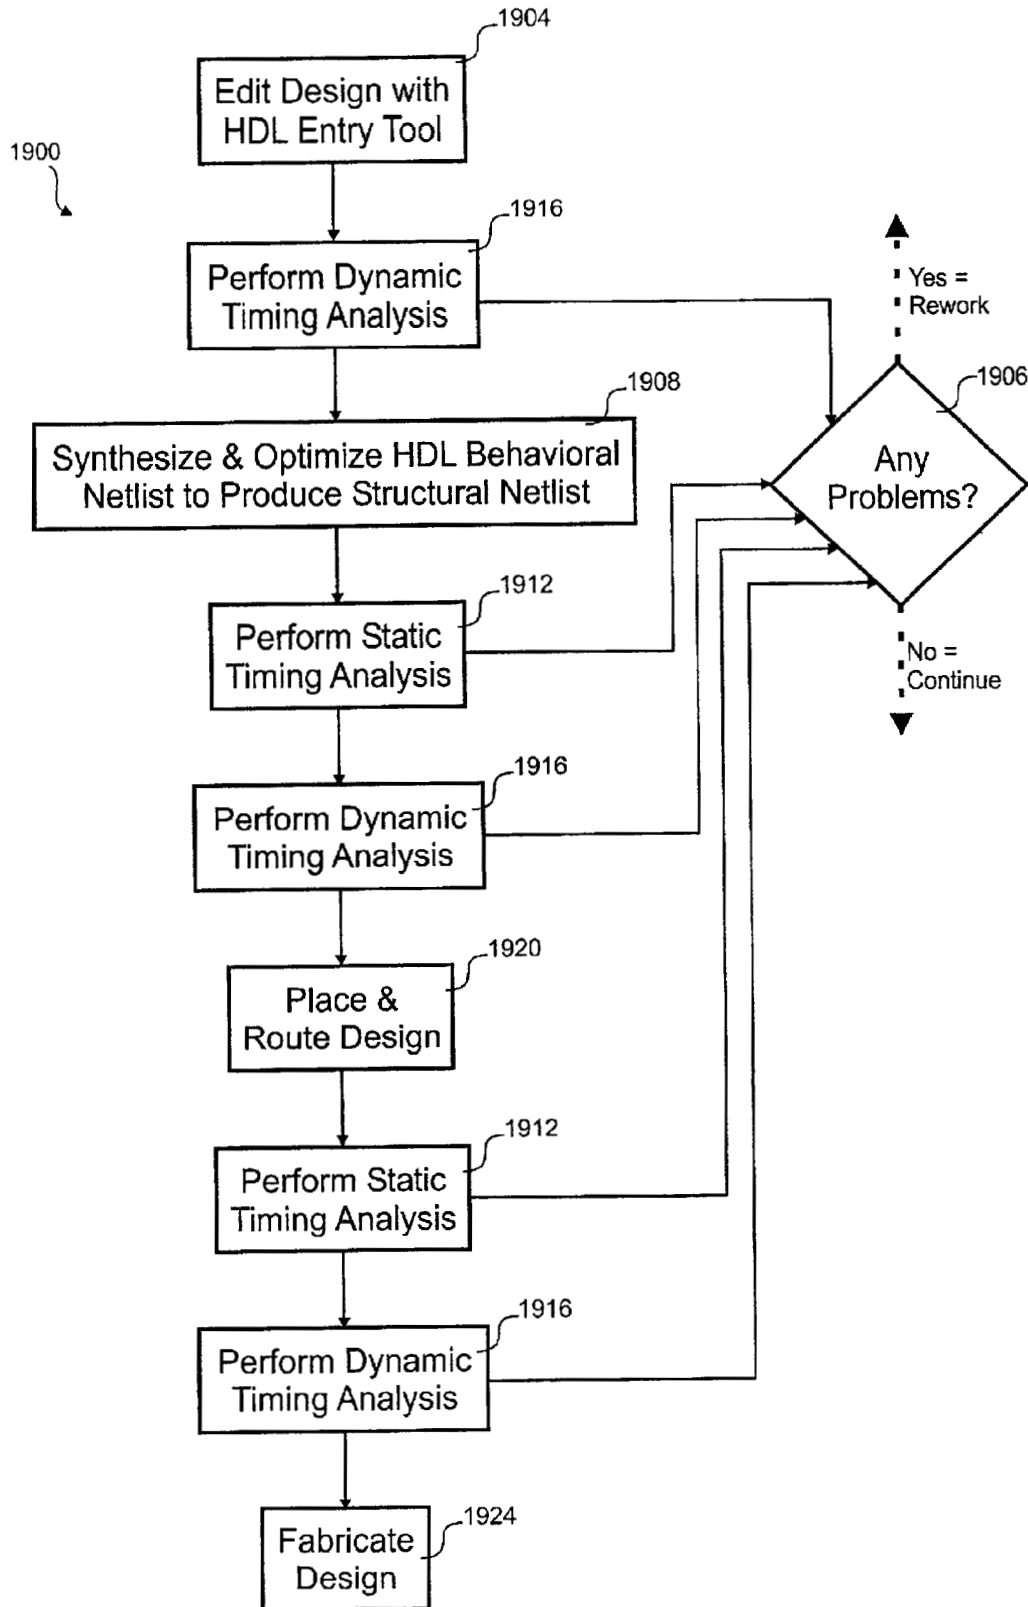 1904
Edit Design with
HDL Entry Tool
1900
1916
Perform Dynamic
Timing Analysis
Yes =
Rework
1908
1906
Synthesize & Optimize HDL Behavioral
Netlist to Produce Structural Netlist
Any
Problems?
1912
Perform Static
Timing Analysis
No =
Continue
1916
Perform Dynamic
Timing Analysis
1920
Place &
Route Design
1912
Perform Static
Timing Analysis
1916
Perform Dynamic
Timing Analysis
1924
Fabricate
Design